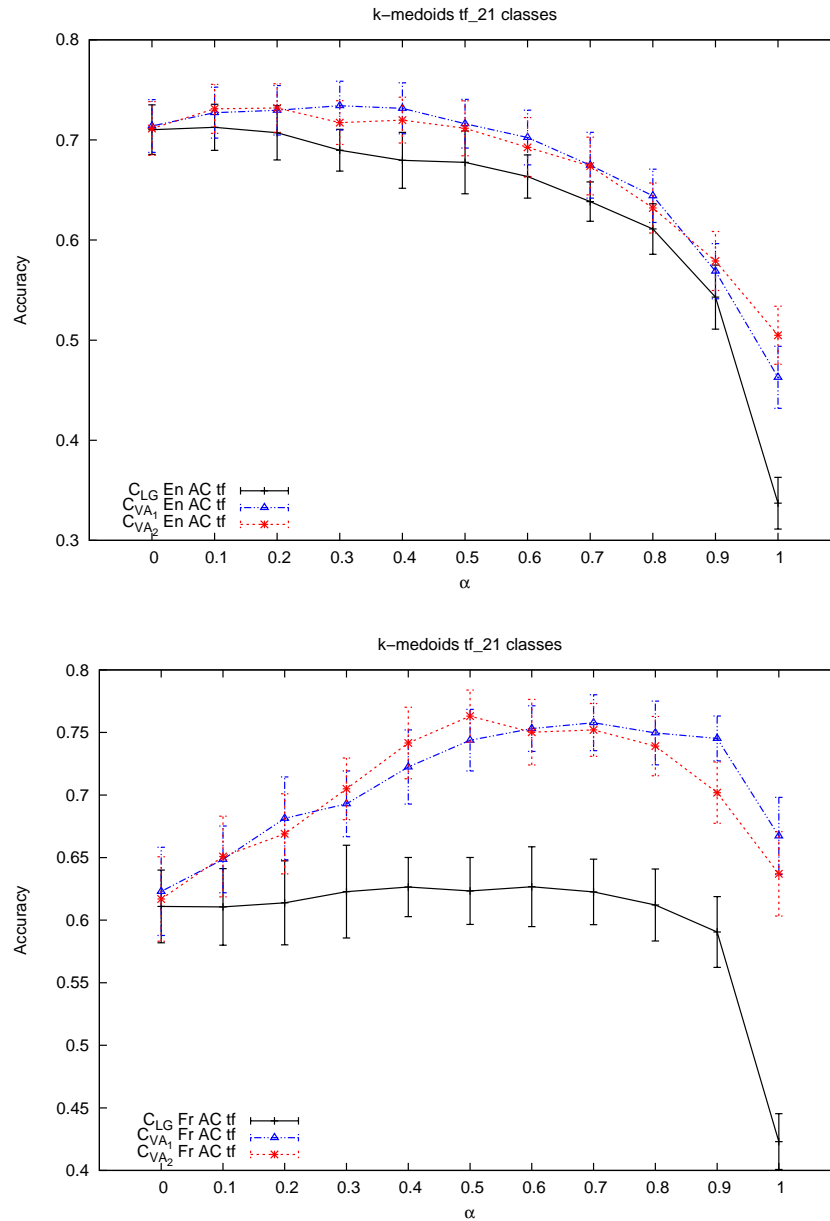 k-medoids tf_21 classes
0.8
0.7
0.6
0.5
0.4
0.3
Accuracy
C_LG En AC tf
C_VA_1 En AC tf
C_VA_2 En AC tf
0 0.1 0.2 0.3 0.4 0.5 0.6 0.7 0.8 0.9 1
α
k-medoids tf_21 classes
0.8
0.75
0.7
0.65
0.6
0.55
0.5
0.45
0.4
Accuracy
C_LG Fr AC tf
C_VA_1 Fr AC tf
C_VA_2 Fr AC tf
0 0.1 0.2 0.3 0.4 0.5 0.6 0.7 0.8 0.9 1
α